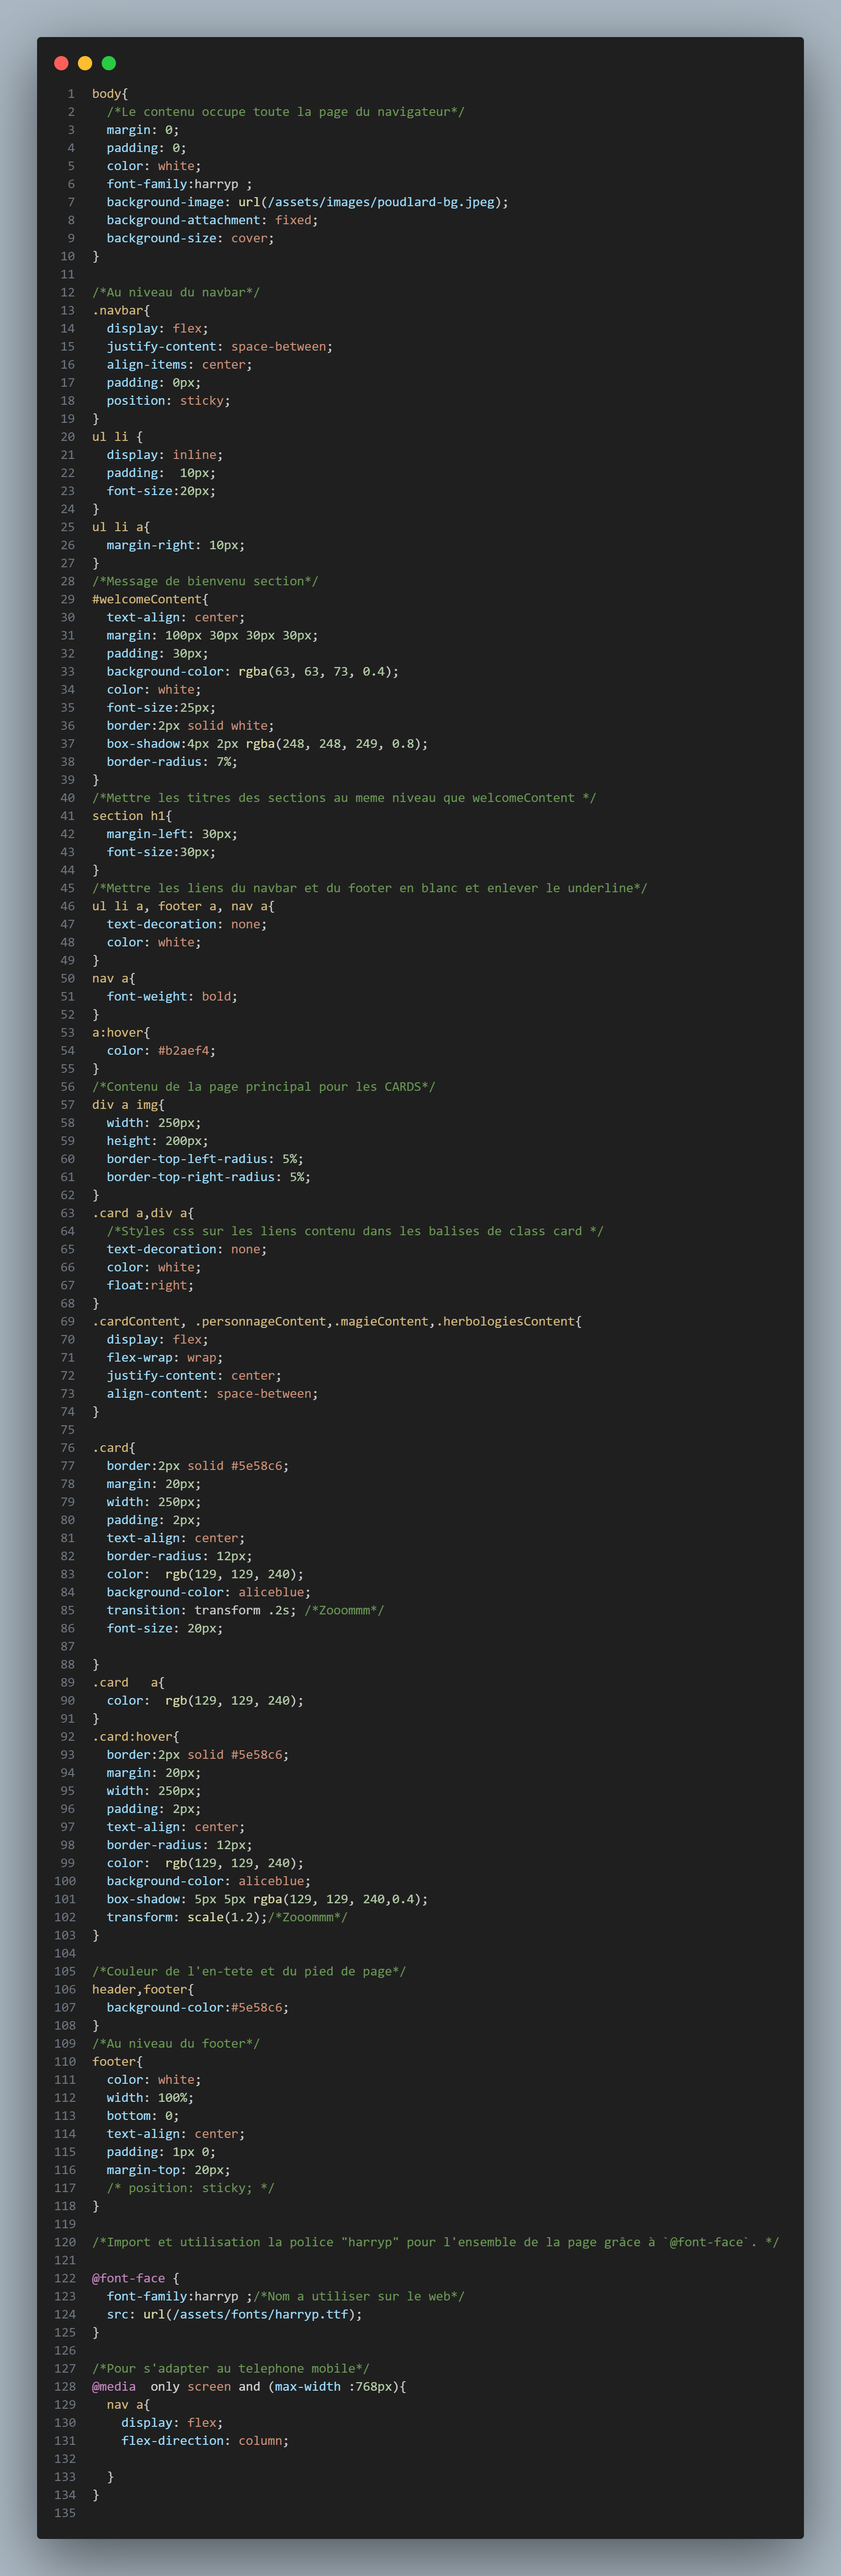 1 body{
2 /*Le contenu occupe toute la page du navigateur*/
3 margin: 0;
4 padding: 0;
5 color: white;
6 font-family:harryp ;
7 background-image: url(/assets/images/poudlard-bg.jpeg);
8 background-attachment: fixed;
9 background-size: cover;
10 }
11
12 /*Au niveau du navbar*/
13 .navbar{
14 display: flex;
15 justify-content: space-between;
16 align-items: center;
17 padding: 0px;
18 position: sticky;
19 }
20 ul li {
21 display: inline;
22 padding:  10px;
23 font-size:20px;
24 }
25 ul li a{
26 margin-right: 10px;
27 }
28 /*Message de bienvenu section*/
29 #welcomeContent{
30 text-align: center;
31 margin: 100px 30px 30px 30px;
32 padding: 30px;
33 background-color: rgba(63, 63, 73, 0.4);
34 color: white;
35 font-size:25px;
36 border:2px solid white;
37 box-shadow:4px 2px rgba(248, 248, 249, 0.8);
38 border-radius: 7%;
39 }
40 /*Mettre les titres des sections au meme niveau que welcomeContent */
41 section h1{
42 margin-left: 30px;
43 font-size:30px;
44 }
45 /*Mettre les liens du navbar et du footer en blanc et enlever le underline*/
46 ul li a, footer a, nav a{
47 text-decoration: none;
48 color: white;
49 }
50 nav a{
51 font-weight: bold;
52 }
53 a:hover{
54 color: #b2aef4;
55 }
56 /*Contenu de la page principal pour les CARDS*/
57 div a img{
58 width: 250px;
59 height: 200px;
60 border-top-left-radius: 5%;
61 border-top-right-radius: 5%;
62 }
63 .card a,div a{
64 /*Styles css sur les liens contenu dans les balises de class card */
65 text-decoration: none;
66 color: white;
67 float:right;
68 }
69 .cardContent, .personnageContent,.magieContent,.herbologiesContent{
70 display: flex;
71 flex-wrap: wrap;
72 justify-content: center;
73 align-content: space-between;
74 }
75
76 .card{
77 border:2px solid #5e58c6;
78 margin: 20px;
79 width: 250px;
80 padding: 2px;
81 text-align: center;
82 border-radius: 12px;
83 color:  rgb(129, 129, 240);
84 background-color: aliceblue;
85 transition: transform .2s; /*Zooommm*/
86 font-size: 20px;
87
88 }
89 .card   a{
90 color:  rgb(129, 129, 240);
91 }
92 .card:hover{
93 border:2px solid #5e58c6;
94 margin: 20px;
95 width: 250px;
96 padding: 2px;
97 text-align: center;
98 border-radius: 12px;
99 color:  rgb(129, 129, 240);
100 background-color: aliceblue;
101 box-shadow: 5px 5px rgba(129, 129, 240,0.4);
102 transform: scale(1.2);/*Zooommm*/
103 }
104
105 /*Couleur de l'en-tete et du pied de page*/
106 header,footer{
107 background-color:#5e58c6;
108 }
109 /*Au niveau du footer*/
110 footer{
111 color: white;
112 width: 100%;
113 bottom: 0;
114 text-align: center;
115 padding: 1px 0;
116 margin-top: 20px;
117 /* position: sticky; */
118 }
119
120 /*Import et utilisation la police "harryp" pour l'ensemble de la page grâce à `@font-face`. */
121
122 @font-face {
123 font-family:harryp ;/*Nom a utiliser sur le web*/
124 src: url(/assets/fonts/harryp.ttf);
125 }
126
127 /*Pour s'adapter au telephone mobile*/
128 @media  only screen and (max-width :768px){
129 nav a{
130 display: flex;
131 flex-direction: column;
132
133 }
134 }
135